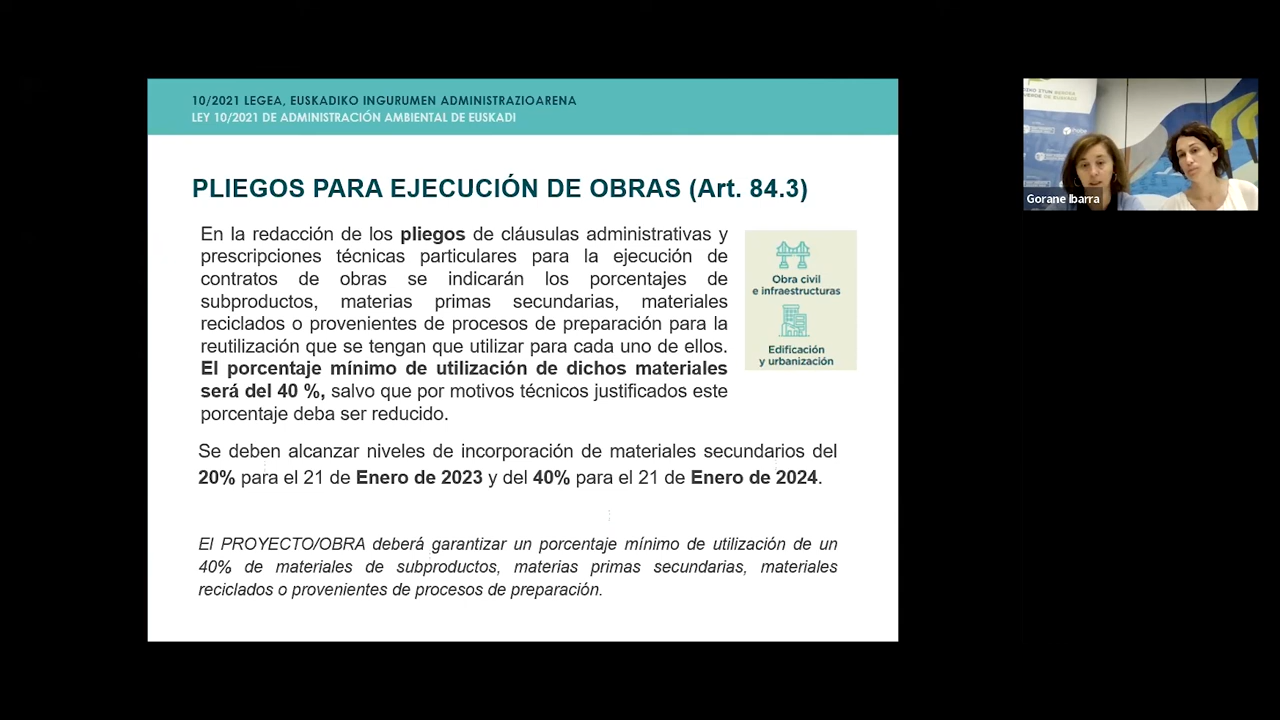 10/2021 LEGEA, EUSKADIKO INGURUMEN ADMINISTRAZIOARENA
LEY 10/2021 DE ADMINISTRACIÓN AMBIENTAL DE EUSKADI
PLIEGOS PARA EJECUCIÓN DE OBRAS (Art. 84.3)
En la redacción de los pliegos de cláusulas administrativas y
prescripciones técnicas particulares para la ejecución de
contratos de obras se indicarán los porcentajes de
subproductos, materias primas secundarias, materiales
reciclados o provenientes de procesos de preparación para la
reutilización que se tengan que utilizar para cada uno de ellos.
El porcentaje mínimo de utilización de dichos materiales
será del 40 %, salvo que por motivos técnicos justificados este
porcentaje deba ser reducido.
Obra civil
e infraestructuras
Edificación
y urbanización
Se deben alcanzar niveles de incorporación de materiales secundarios del
20% para el 21 de Enero de 2023 y del 40% para el 21 de Enero de 2024.
El PROYECTO/OBRA deberá garantizar un porcentaje mínimo de utilización de un
40% de materiales de subproductos, materias primas secundarias, materiales
reciclados o provenientes de procesos de preparación.
Gorane Ibarra